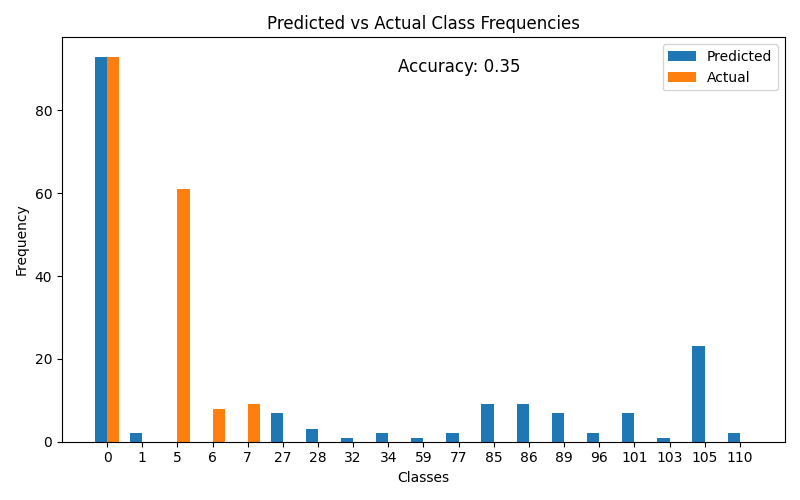 Predicted vs Actual Class Frequencies
Accuracy: 0.35
Predicted
Actual
Frequency
80
60
40
20
0
0 1 5 6 7 27 28 32 34 59 77 85 86 89 96 101 103 105 110
Classes